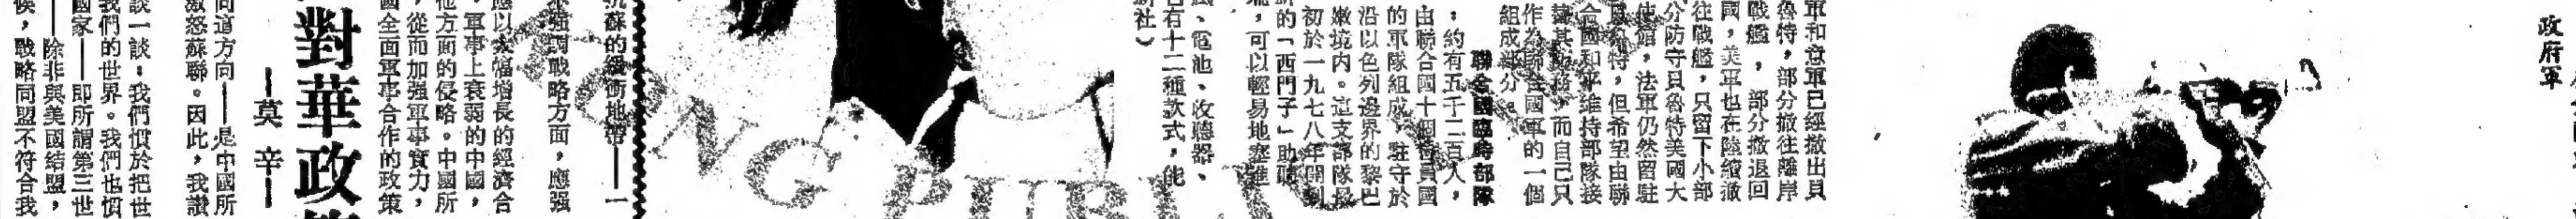 政府軍
軍和意軍已經撤出貝
魯特，部分撤往離岸
戰艦，部分撤退回
國，美軍也在陸續撤
往戰艦，只留下小部
分防守貝魯特美國大
使館，法軍仍然留駐
貝魯特，但希望由聯
合國和平維持部隊接
替其防務，而自己只
作為聯合國軍的一個
組成部分。
聯合國臨時部隊
，約有五千二百人，
由聯合國十個會員國
的軍隊組成，駐守於
沿以色列邊界的黎巴
嫩境內。這支部隊最
初於一九七八年開到
的「西門子」助聽
，可以輕易地塞進
、電池、收聽器、
已有十二種款式，能
社）
抗蘇的緩衝地帶——一
強調戰略方面，應強
應以大幅增長的經濟合
，軍事上衰弱的中國，
他方面的侵略。中國所
，從而加強軍事實力，
國全面軍事合作的政策
對華政策
—莫辛—
同這方向——是中國所
激怒蘇聯。因此，我讚
談一談：我們慣於把世
我們的世界。我們也慣
國家——即所謂第三世
——除非與美國結盟，
俟，戰略同盟不符合我
KONG PUBLIC